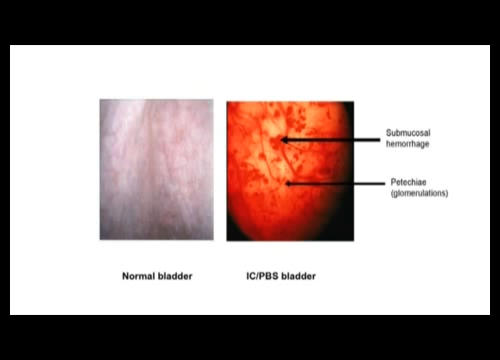 Submucosal
hemorrhage
Petechiae
(glomerulations)
Normal bladder
IC/PBS bladder